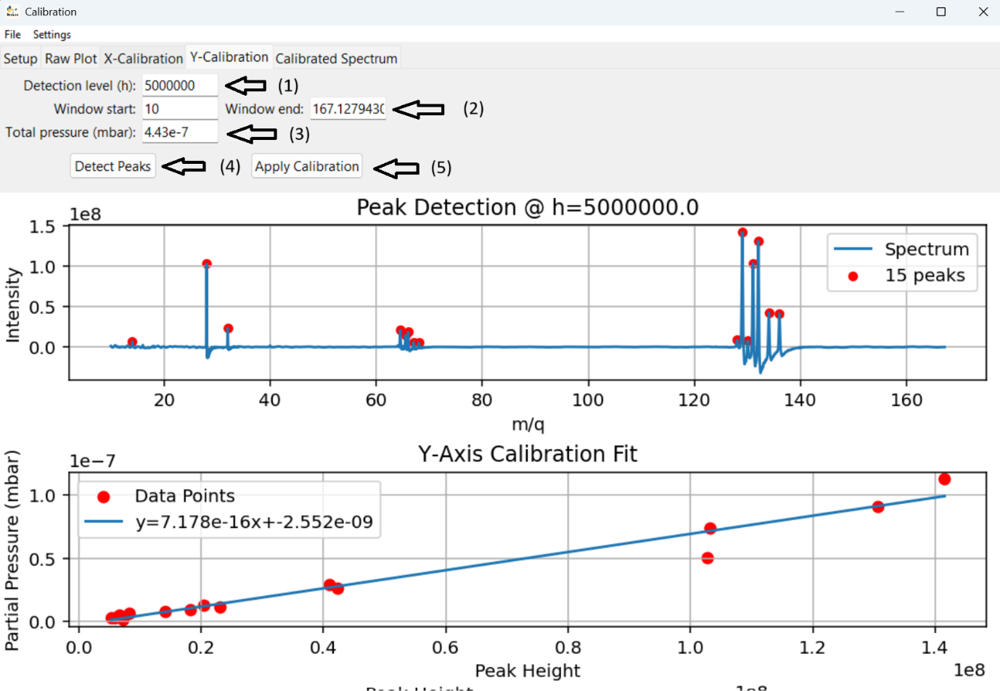 Calibration
File Settings
Setup Raw Plot X-Calibration Y-Calibration Calibrated Spectrum
Detection level (h): 5000000 (1)
Window start: 10 Window end: 167.1279430 (2)
Total pressure (mbar): 4.43e-7 (3)
Detect Peaks (4) Apply Calibration (5)
Peak Detection @ h=5000000.0
1e8
1.5
1.0
0.5
0.0
Intensity
Spectrum
15 peaks
20 40 60 80 100 120 140 160
m/q
Y-Axis Calibration Fit
1e−7
1.0
0.5
0.0
Partial Pressure (mbar)
Data Points
y=7.178e-16x+-2.552e-09
0.0 0.2 0.4 0.6 0.8 1.0 1.2 1.4
Peak Height
1e8
Peak Height
1e8